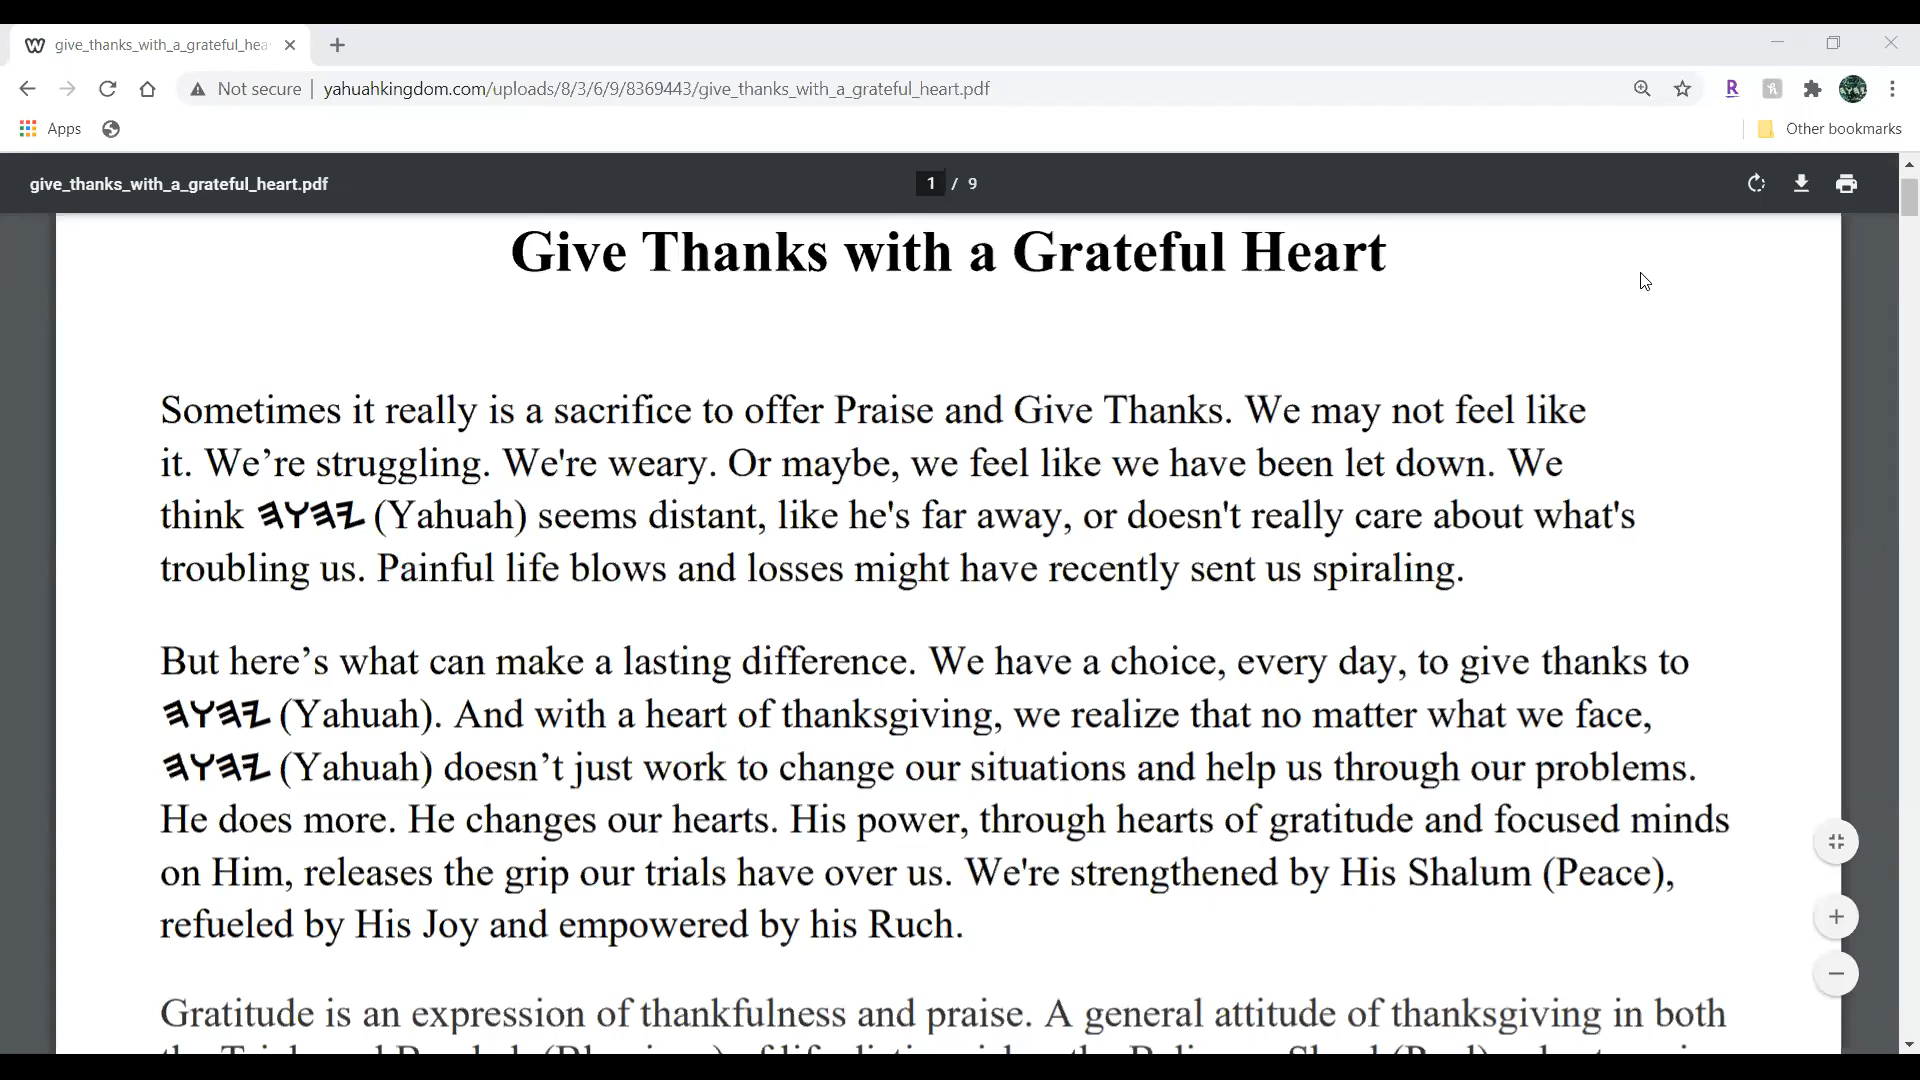 give_thanks_with_a_grateful_hea
Not secure | yahuahkingdom.com/uploads/8/3/6/9/8369443/give_thanks_with_a_grateful_heart.pdf
Apps
Other bookmarks
give_thanks_with_a_grateful_heart.pdf
1 / 9
Give Thanks with a Grateful Heart
Sometimes it really is a sacrifice to offer Praise and Give Thanks. We may not feel like
it. We’re struggling. We're weary. Or maybe, we feel like we have been let down. We
think 𐤉𐤄𐤅𐤄 (Yahuah) seems distant, like he's far away, or doesn't really care about what's
troubling us. Painful life blows and losses might have recently sent us spiraling.
But here’s what can make a lasting difference. We have a choice, every day, to give thanks to
𐤉𐤄𐤅𐤄 (Yahuah). And with a heart of thanksgiving, we realize that no matter what we face,
𐤉𐤄𐤅𐤄 (Yahuah) doesn’t just work to change our situations and help us through our problems.
He does more. He changes our hearts. His power, through hearts of gratitude and focused minds
on Him, releases the grip our trials have over us. We're strengthened by His Shalum (Peace),
refueled by His Joy and empowered by his Ruch.
Gratitude is an expression of thankfulness and praise. A general attitude of thanksgiving in both